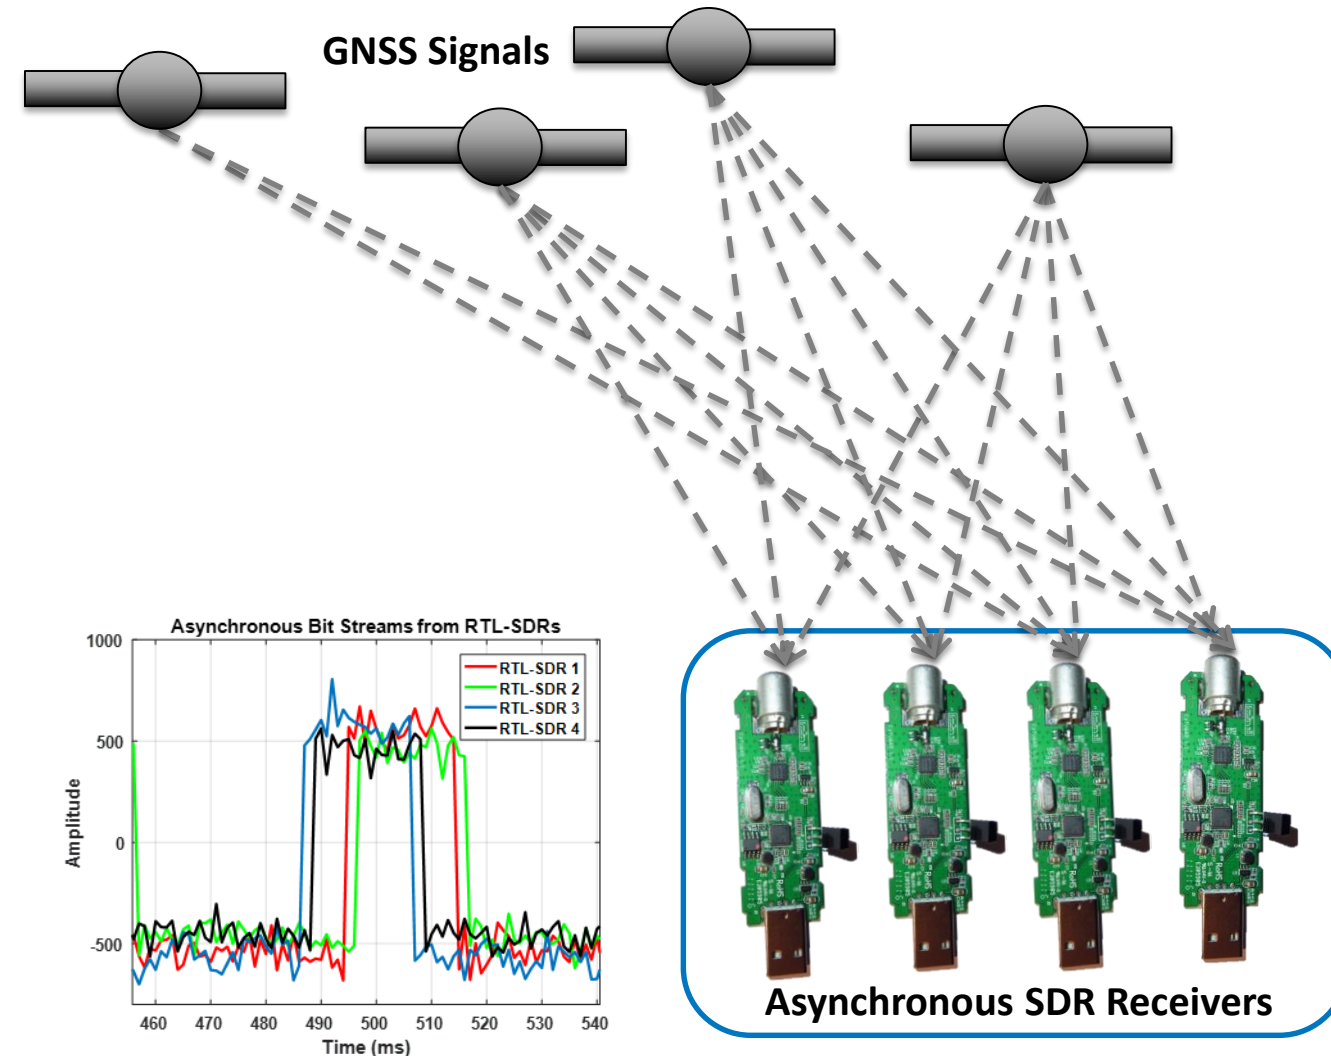 GNSS Signals
Asynchronous Bit Streams from RTL-SDRs
1000
500
0
-500
Amplitude
RTL-SDR 1
RTL-SDR 2
RTL-SDR 3
RTL-SDR 4
460 470 480 490 500 510 520 530 540
Time (ms)
Asynchronous SDR Receivers